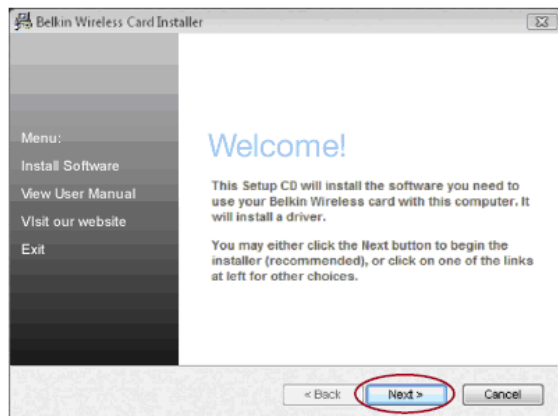 Belkin Wireless Card Installer
Menu:
Install Software
View User Manual
VIsit our website
Exit
Welcome!
This Setup CD will install the software you need to
use your Belkin Wireless card with this computer. It
will install a driver.
You may either click the Next button to begin the
installer (recommended), or click on one of the links
at left for other choices.
< Back
Next >
Cancel